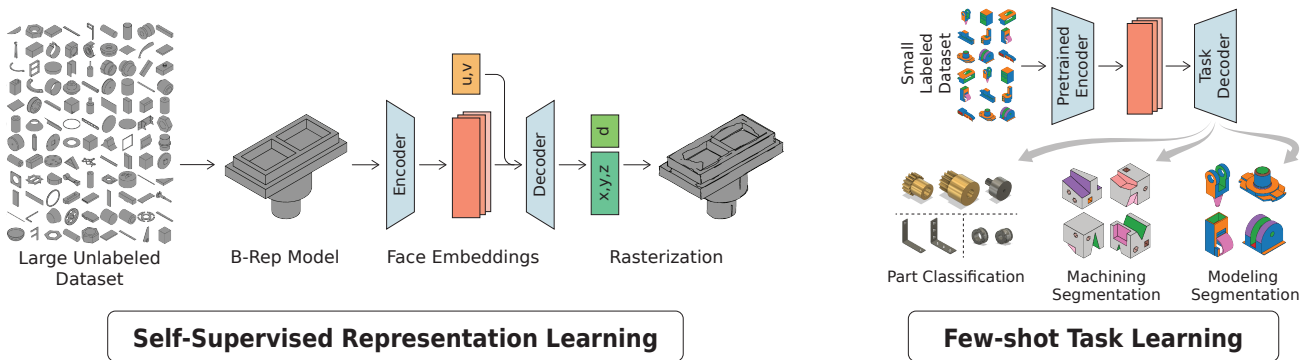 Large Unlabeled
Dataset
B-Rep Model
Encoder
Face Embeddings
u,v
Decoder
d
x,y,z
Rasterization
Self-Supervised Representation Learning
Small
Labeled
Dataset
Pretrained
Encoder
Task
Decoder
Part Classification
Machining
Segmentation
Modeling
Segmentation
Few-shot Task Learning